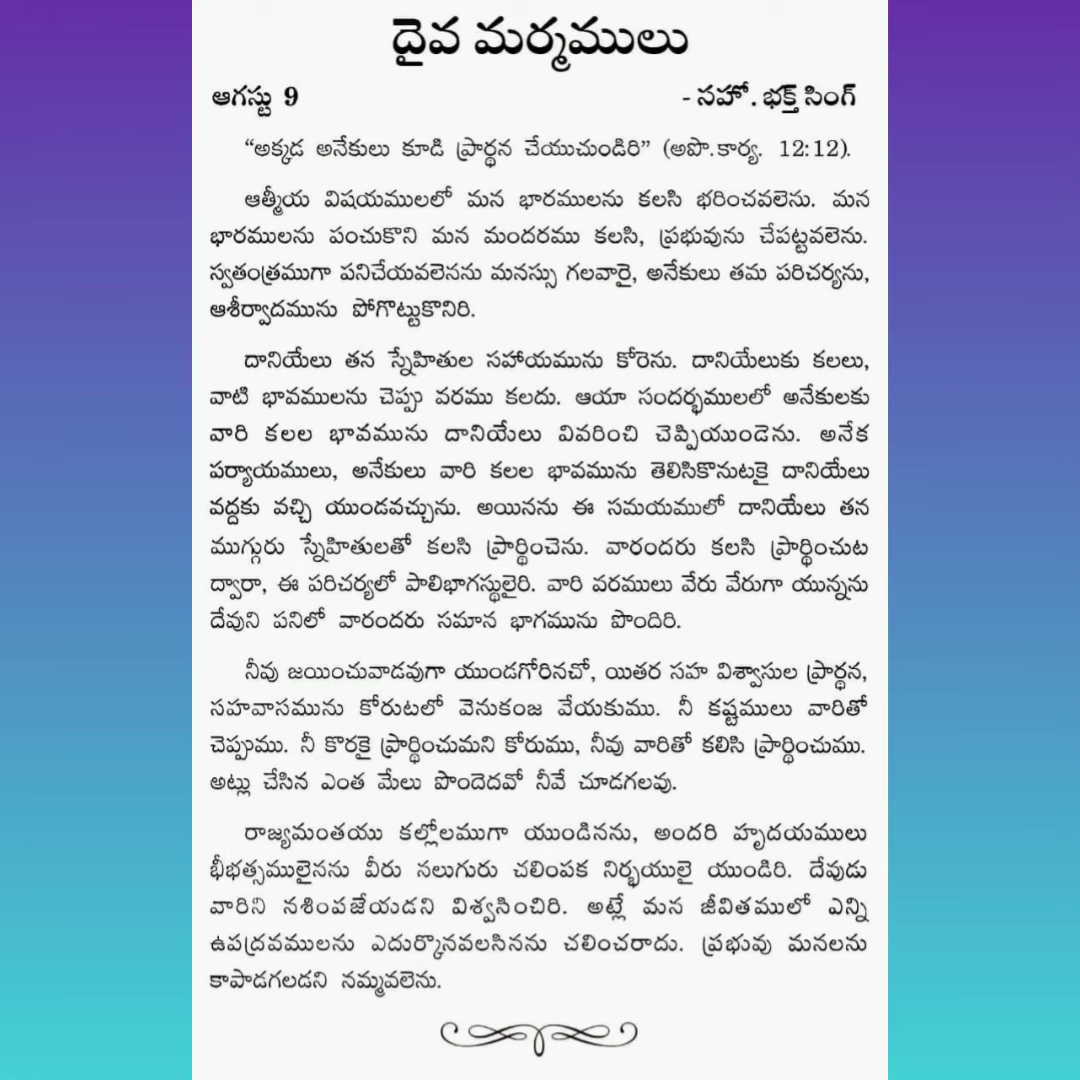 దైవ మర్మములు
ఆగస్టు 9 - సహో. భక్త్ సింగ్
“అక్కడ అనేకులు కూడి ప్రార్థన చేయుచుండిరి” (అపొ.కార్య. 12:12).
ఆత్మీయ విషయములలో మన భారములను కలసి భరించవలెను. మన
భారములను పంచుకొని మన మందరము కలసి, ప్రభువును చేపట్టవలెను.
స్వతంత్రముగా పనిచేయవలెనను మనస్సు గలవారై, అనేకులు తమ పరిచర్యను,
ఆశీర్వాదమును పోగొట్టుకొనిరి.
దానియేలు తన స్నేహితుల సహాయమును కోరెను. దానియేలుకు కలలు,
వాటి భావములను చెప్పు వరము కలదు. ఆయా సందర్భములలో అనేకులకు
వారి కలల భావమును దానియేలు వివరించి చెప్పియుండెను. అనేక
పర్యాయములు, అనేకులు వారి కలల భావమును తెలిసికొనుటకై దానియేలు
వద్దకు వచ్చి యుండవచ్చును. అయినను ఈ సమయములో దానియేలు తన
ముగ్గురు స్నేహితులతో కలసి ప్రార్థించెను. వారందరు కలసి ప్రార్థించుట
ద్వారా, ఈ పరిచర్యలో పాలిభాగస్థులైరి. వారి వరములు వేరు వేరుగా యున్నను
దేవుని పనిలో వారందరు సమాన భాగమును పొందిరి.
నీవు జయించువాడవుగా యుండగోరినచో, యితర సహ విశ్వాసుల ప్రార్థన,
సహవాసమును కోరుటలో వెనుకంజ వేయకుము. నీ కష్టములు వారితో
చెప్పుము. నీ కొరకై ప్రార్థించుమని కోరుము, నీవు వారితో కలిసి ప్రార్థించుము.
అట్లు చేసిన ఎంత మేలు పొందెదవో నీవే చూడగలవు.
రాజ్యమంతయు కల్లోలముగా యుండినను, అందరి హృదయములు
భీభత్సములైనను వీరు నలుగురు చలింపక నిర్భయులై యుండిరి. దేవుడు
వారిని నశింపజేయడని విశ్వసించిరి. అట్లే మన జీవితములో ఎన్ని
ఉపద్రవములను ఎదుర్కొనవలసినను చలించరాదు. ప్రభువు మనలను
కాపాడగలడని నమ్మవలెను.